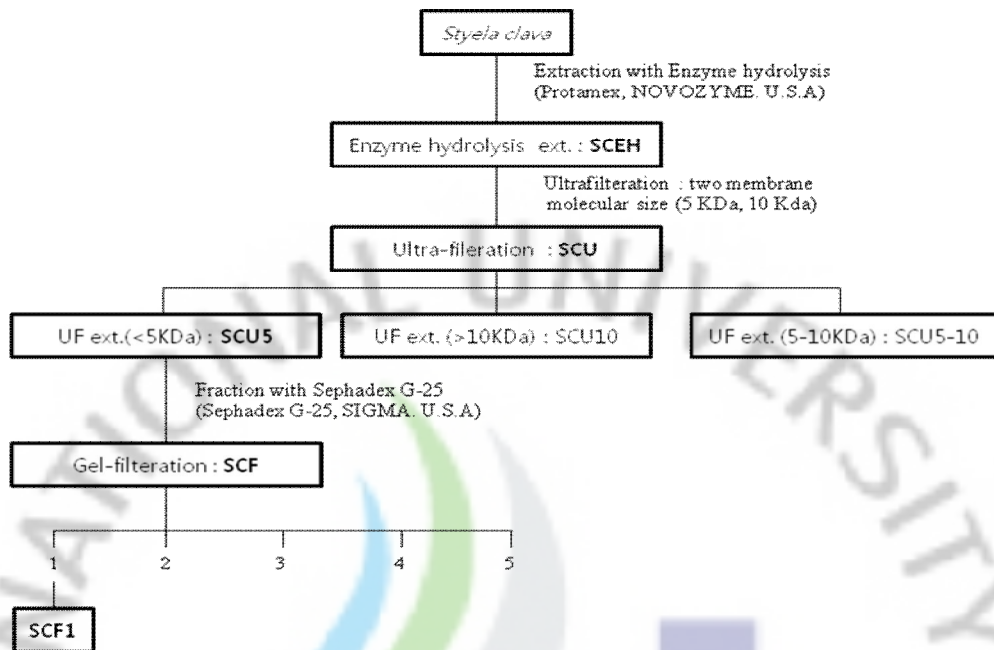 Styela clava
Extraction with Enzyme hydrolysis
(Protamex, NOVOZYME. U.S.A)
Enzyme hydrolysis ext. : SCEH
Ultrafilteration : two membrane
molecular size (5 KDa, 10 Kda)
Ultra-fileration : SCU
UF ext.(<5KDa) : SCU5
UF ext. (>10KDa) : SCU10
UF ext. (5-10KDa) : SCU5-10
Fraction with Sephadex G-25
(Sephadex G-25, SIGMA. U.S.A)
Gel-filteration : SCF
1 2 3 4 5
SCF1
NATIONAL UNIVERSITY